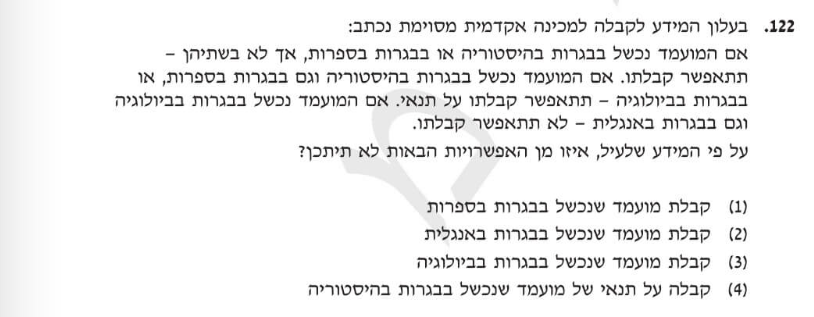 122. בעלון המידע לקבלה למכינה אקדמית מסוימת נכתב:
אם המועמד נכשל בבגרות בהיסטוריה או בבגרות בספרות, אך לא בשתיהן –
תתאפשר קבלתו. אם המועמד נכשל בבגרות בהיסטוריה וגם בבגרות בספרות, או
בבגרות בביולוגיה – תתאפשר קבלתו על תנאי. אם המועמד נכשל בבגרות בביולוגיה
וגם בבגרות באנגלית – לא תתאפשר קבלתו.
על פי המידע שלעיל, איזו מן האפשרויות הבאות לא תיתכן?
(1) קבלת מועמד שנכשל בבגרות בספרות
(2) קבלת מועמד שנכשל בבגרות באנגלית
(3) קבלת מועמד שנכשל בבגרות בביולוגיה
(4) קבלה על תנאי של מועמד שנכשל בבגרות בהיסטוריה